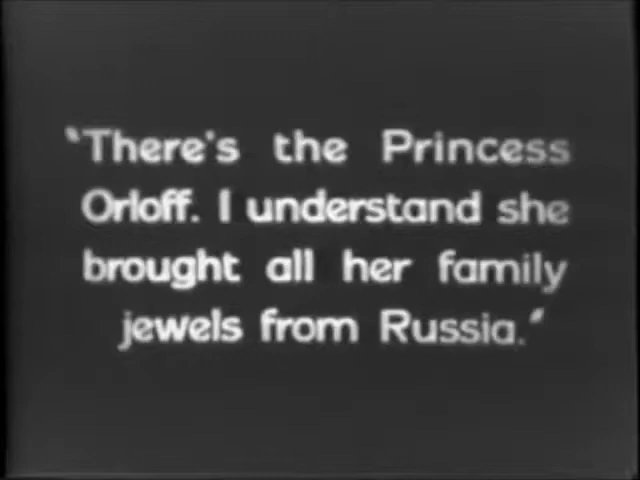 "There's the Princess
Orloff. I understand she
brought all her family
jewels from Russia."